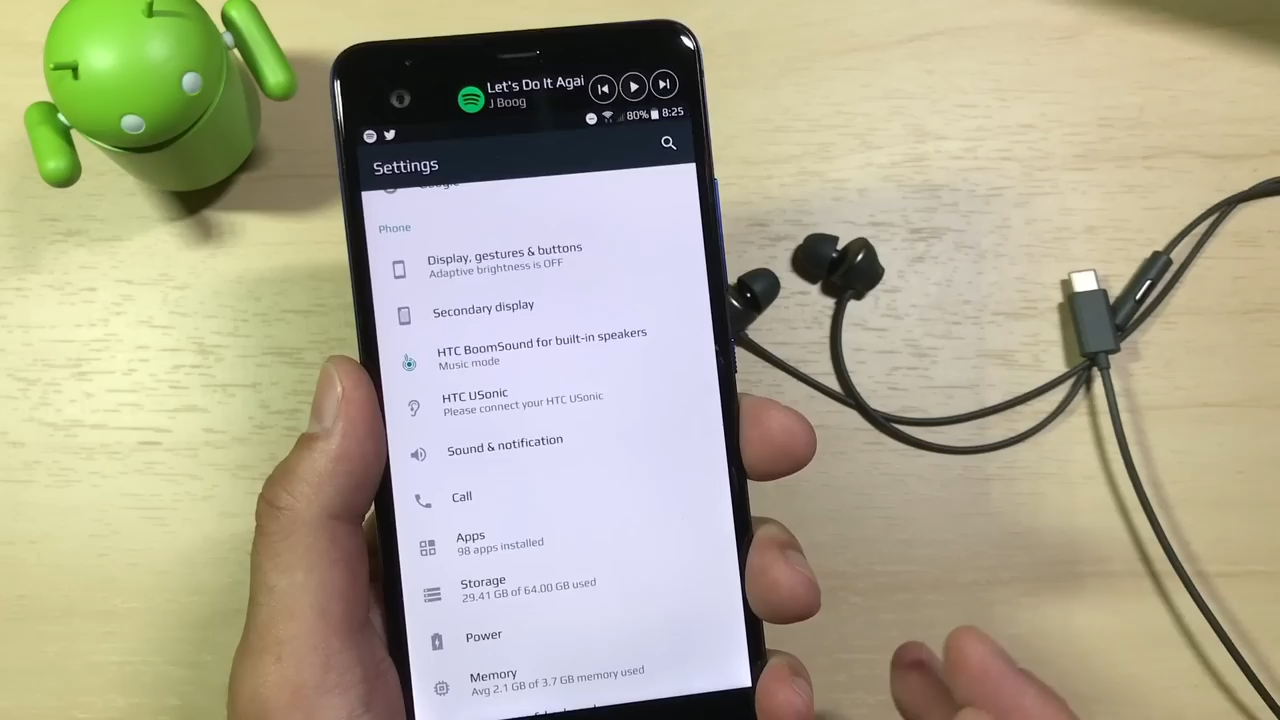 Let's Do It Agai
J Boog
80% 8:25
Settings
Google
Phone
Display, gestures & buttons
Adaptive brightness is OFF
Secondary display
HTC BoomSound for built-in speakers
Music mode
HTC USonic
Please connect your HTC USonic
Sound & notification
Call
Apps
98 apps installed
Storage
29.41 GB of 64.00 GB used
Power
Memory
Avg 2.1 GB of 3.7 GB memory used